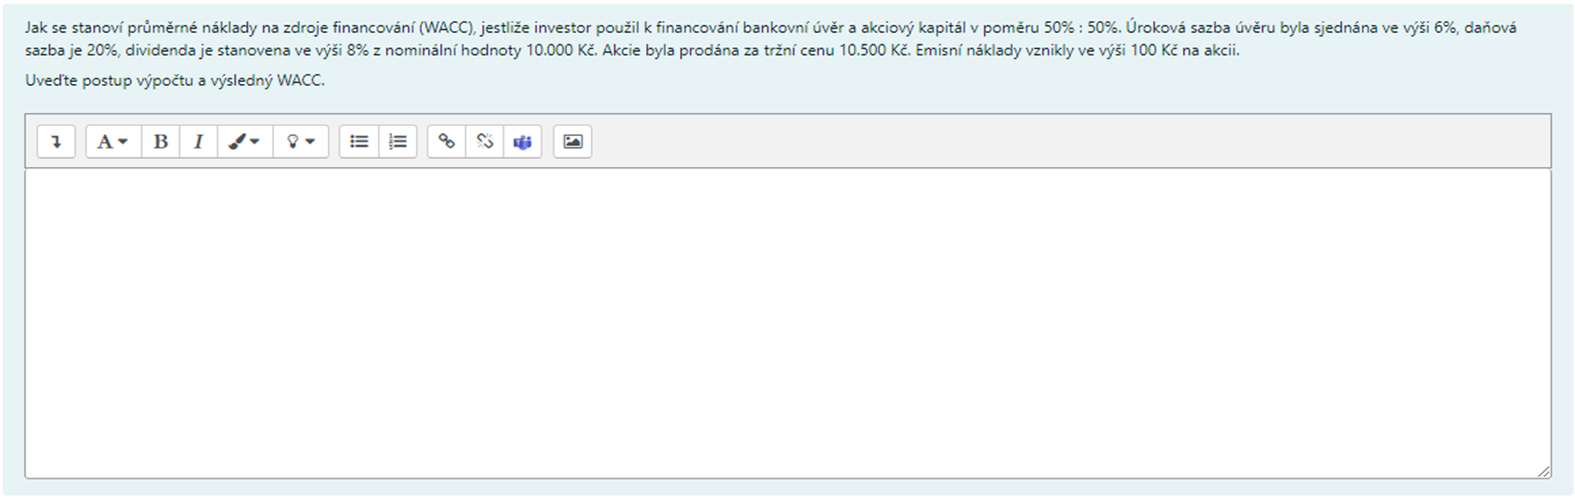 Jak se stanoví průměrné náklady na zdroje financování (WACC), jestliže investor použil k financování bankovní úvěr a akciový kapitál v poměru 50% : 50%. Úroková sazba úvěru byla sjednána ve výši 6%, daňová
sazba je 20%, dividenda je stanovena ve výši 8% z nominální hodnoty 10.000 Kč. Akcie byla prodána za tržní cenu 10.500 Kč. Emisní náklady vznikly ve výši 100 Kč na akcii.
Uveďte postup výpočtu a výsledný WACC.
A B I